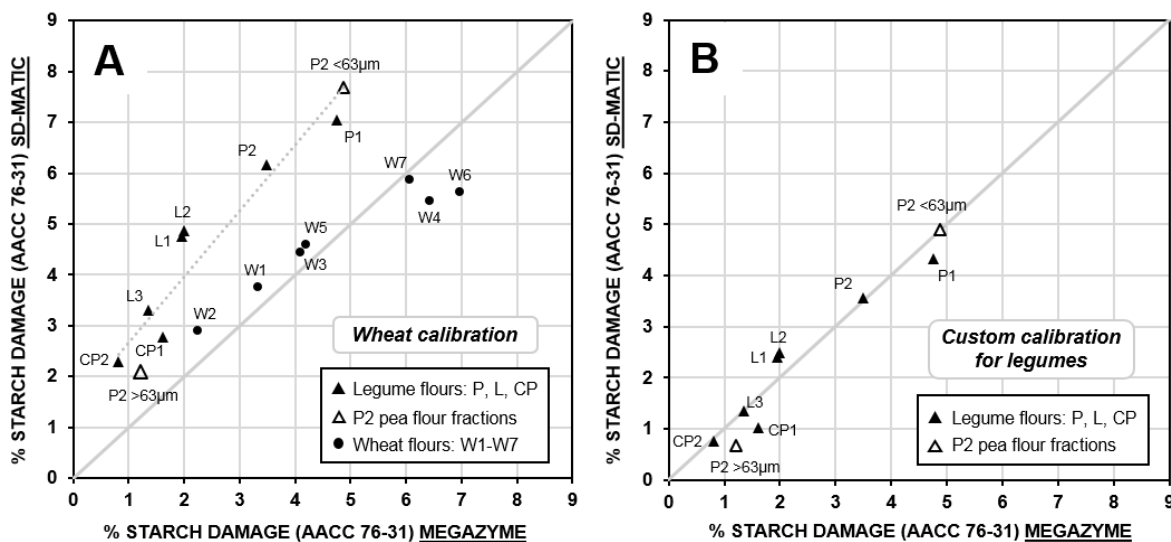 A
% STARCH DAMAGE (AACC 76-31) SD-MATIC
9
8
7
6
5
4
3
2
1
0
P2 <63µm
P1
P2
W7
W6
W4
L2
L1
W5
W3
W1
L3
W2
CP1
CP2
P2 >63µm
Wheat calibration
Legume flours: P, L, CP
P2 pea flour fractions
Wheat flours: W1-W7
0 1 2 3 4 5 6 7 8 9
% STARCH DAMAGE (AACC 76-31) MEGAZYME
B
% STARCH DAMAGE (AACC 76-31) SD-MATIC
9
8
7
6
5
4
3
2
1
0
P2 <63µm
P1
P2
L2
L1
L3
CP1
CP2
P2 >63µm
Custom calibration
for legumes
Legume flours: P, L, CP
P2 pea flour fractions
0 1 2 3 4 5 6 7 8 9
% STARCH DAMAGE (AACC 76-31) MEGAZYME